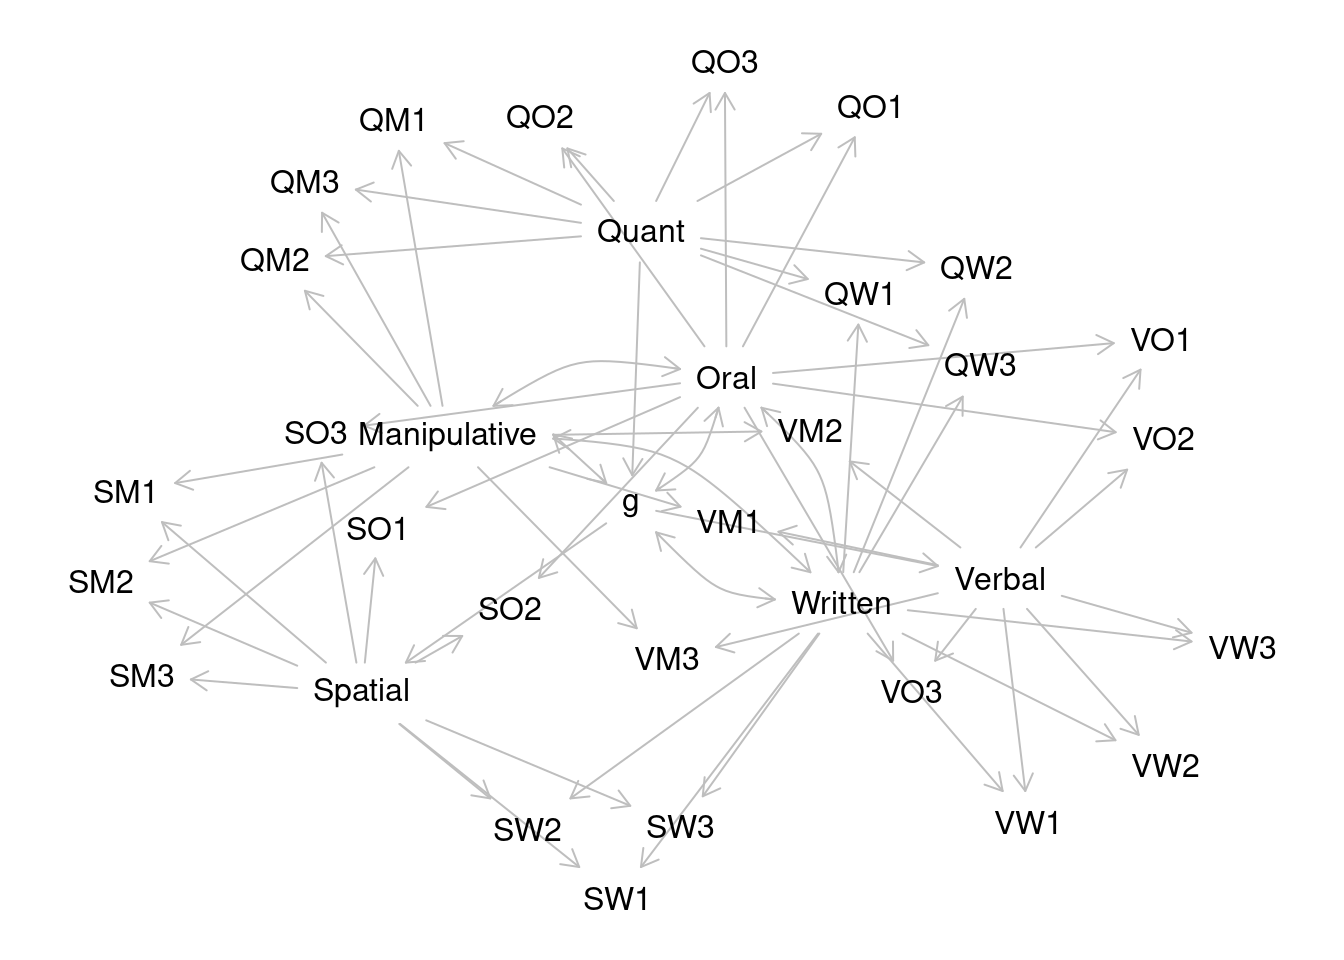 QO3
QO1
QO2
QM1
QM3
Quant
QM2
QW2
QW1
VO1
QW3
Oral
VM2
SO3 Manipulative
VO2
SM1
g
VM1
SO1
SM2
Verbal
Written
SO2
VW3
VM3
SM3
Spatial
VO3
VW2
VW1
SW3
SW2
SW1